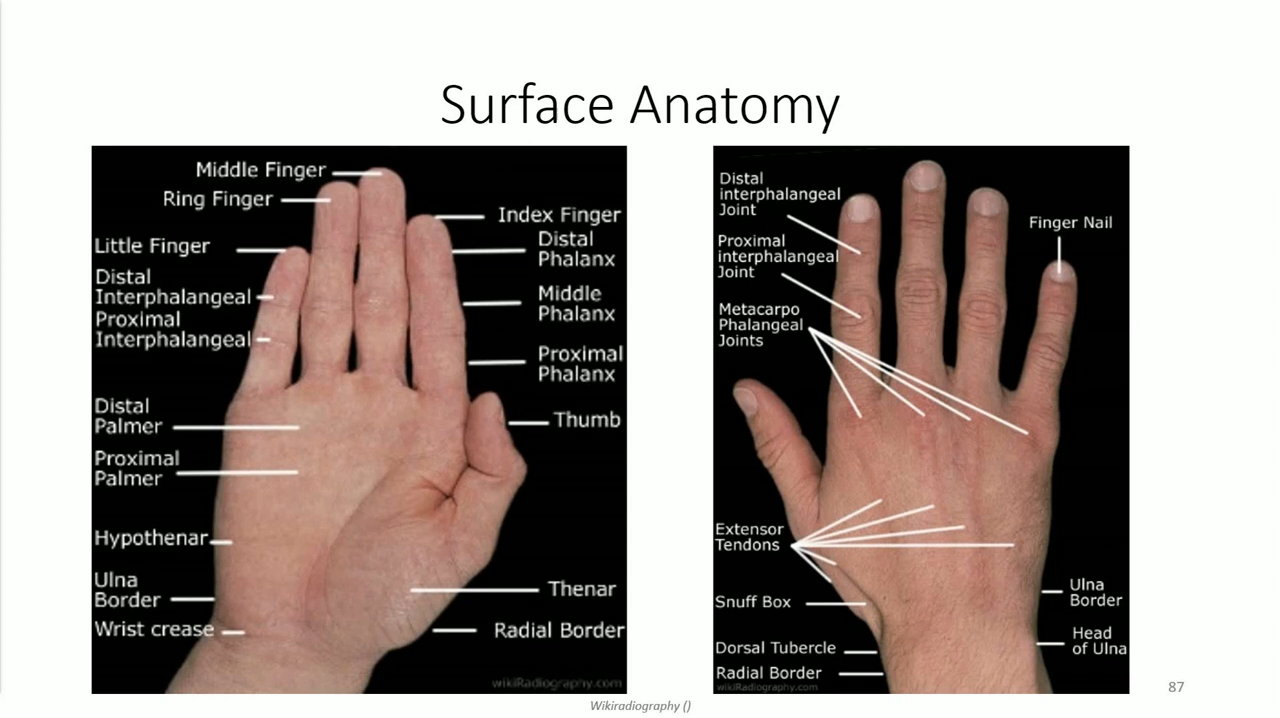 Surface Anatomy
Middle Finger
Ring Finger
Index Finger
Little Finger
Distal
Phalanx
Distal
Interphalangeal
Middle
Phalanx
Proximal
Interphalangeal
Proximal
Phalanx
Distal
Palmer
Thumb
Proximal
Palmer
Hypothenar
Ulna
Border
Thenar
Wrist crease
Radial Border
wikiRadiography.com
Distal
interphalangeal
Joint
Finger Nail
Proximal
interphalangeal
Joint
Metacarpo
Phalangeal
Joints
Extensor
Tendons
Ulna
Border
Snuff Box
Head
of Ulna
Dorsal Tubercle
Radial Border
wikiRadiography.com
87
Wikiradiography ()